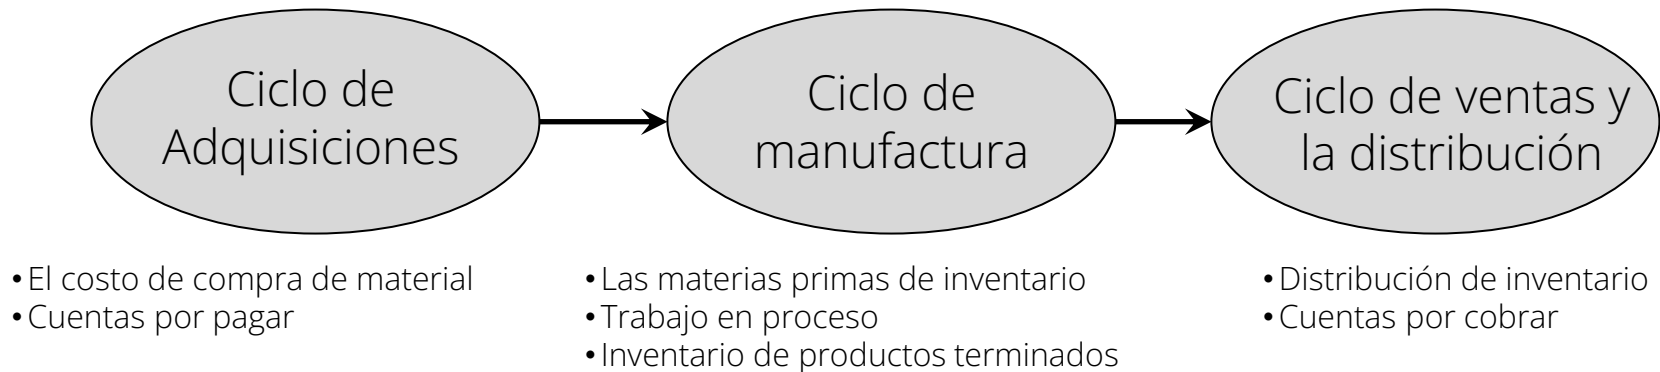 Ciclo de
Adquisiciones
Ciclo de
manufactura
Ciclo de ventas y
la distribución
•El costo de compra de material
•Cuentas por pagar
•Las materias primas de inventario
•Trabajo en proceso
•Inventario de productos terminados
•Distribución de inventario
•Cuentas por cobrar